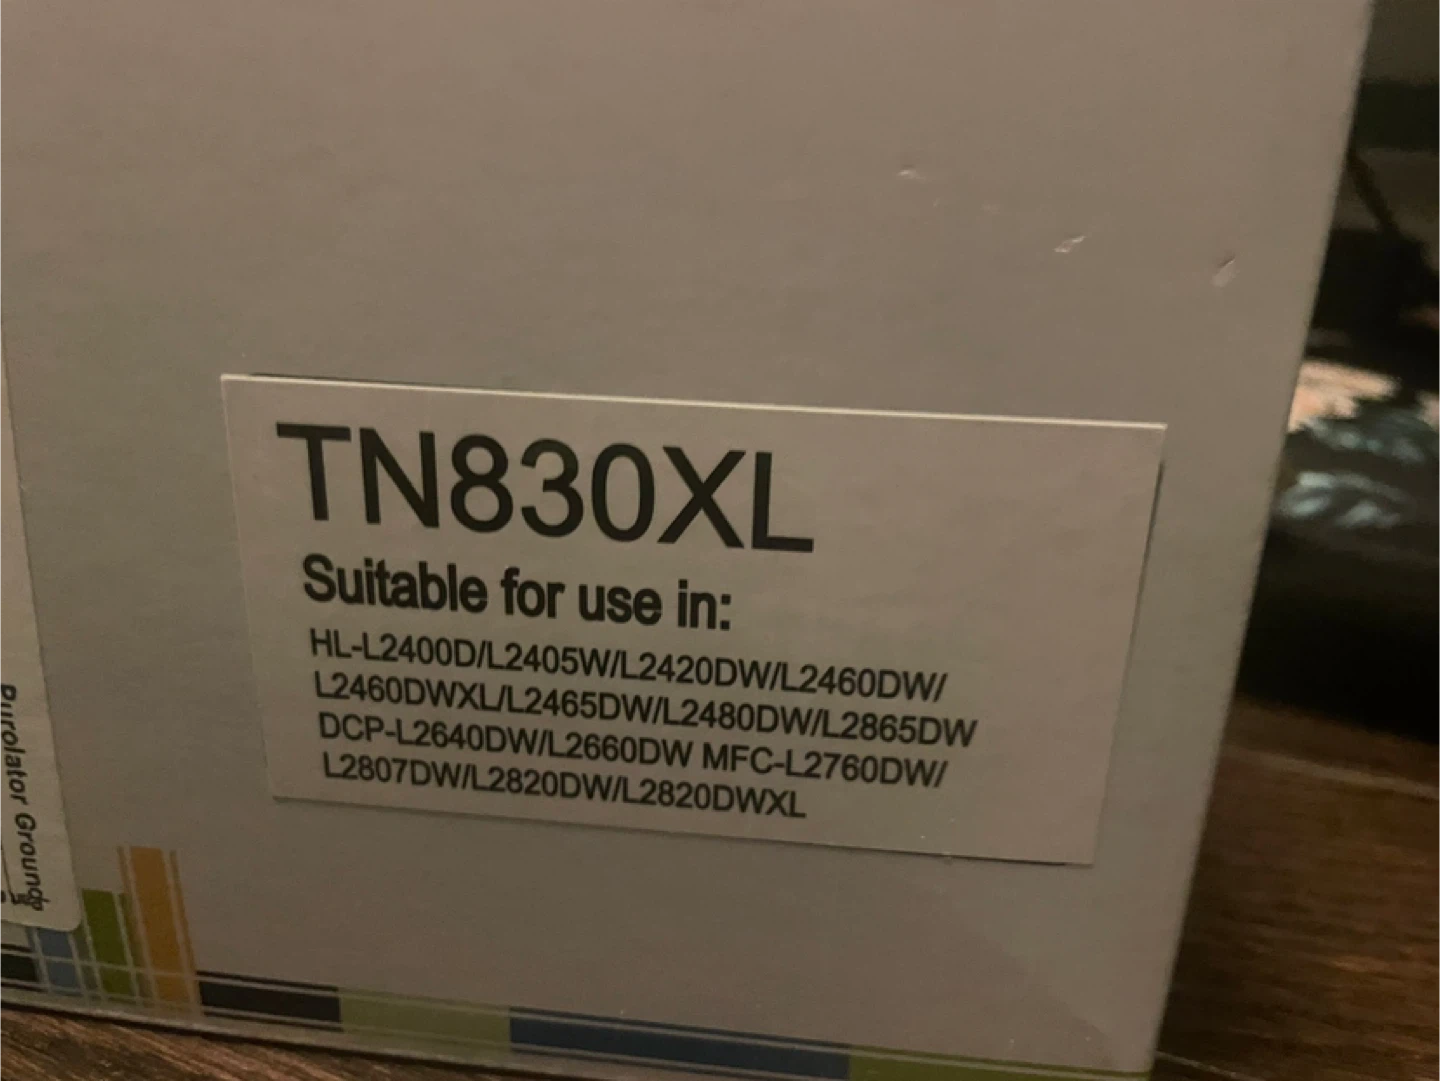 TN830XL
Suitable for use in:
HL-L2400D/L2405W/L2420DW/L2460DW/
L2460DWXL/L2465DW/L2480DW/L2865DW
DCP-L2640DW/L2660DW MFC-L2760DW/
L2807DW/L2820DW/L2820DWXL
Purolator Ground